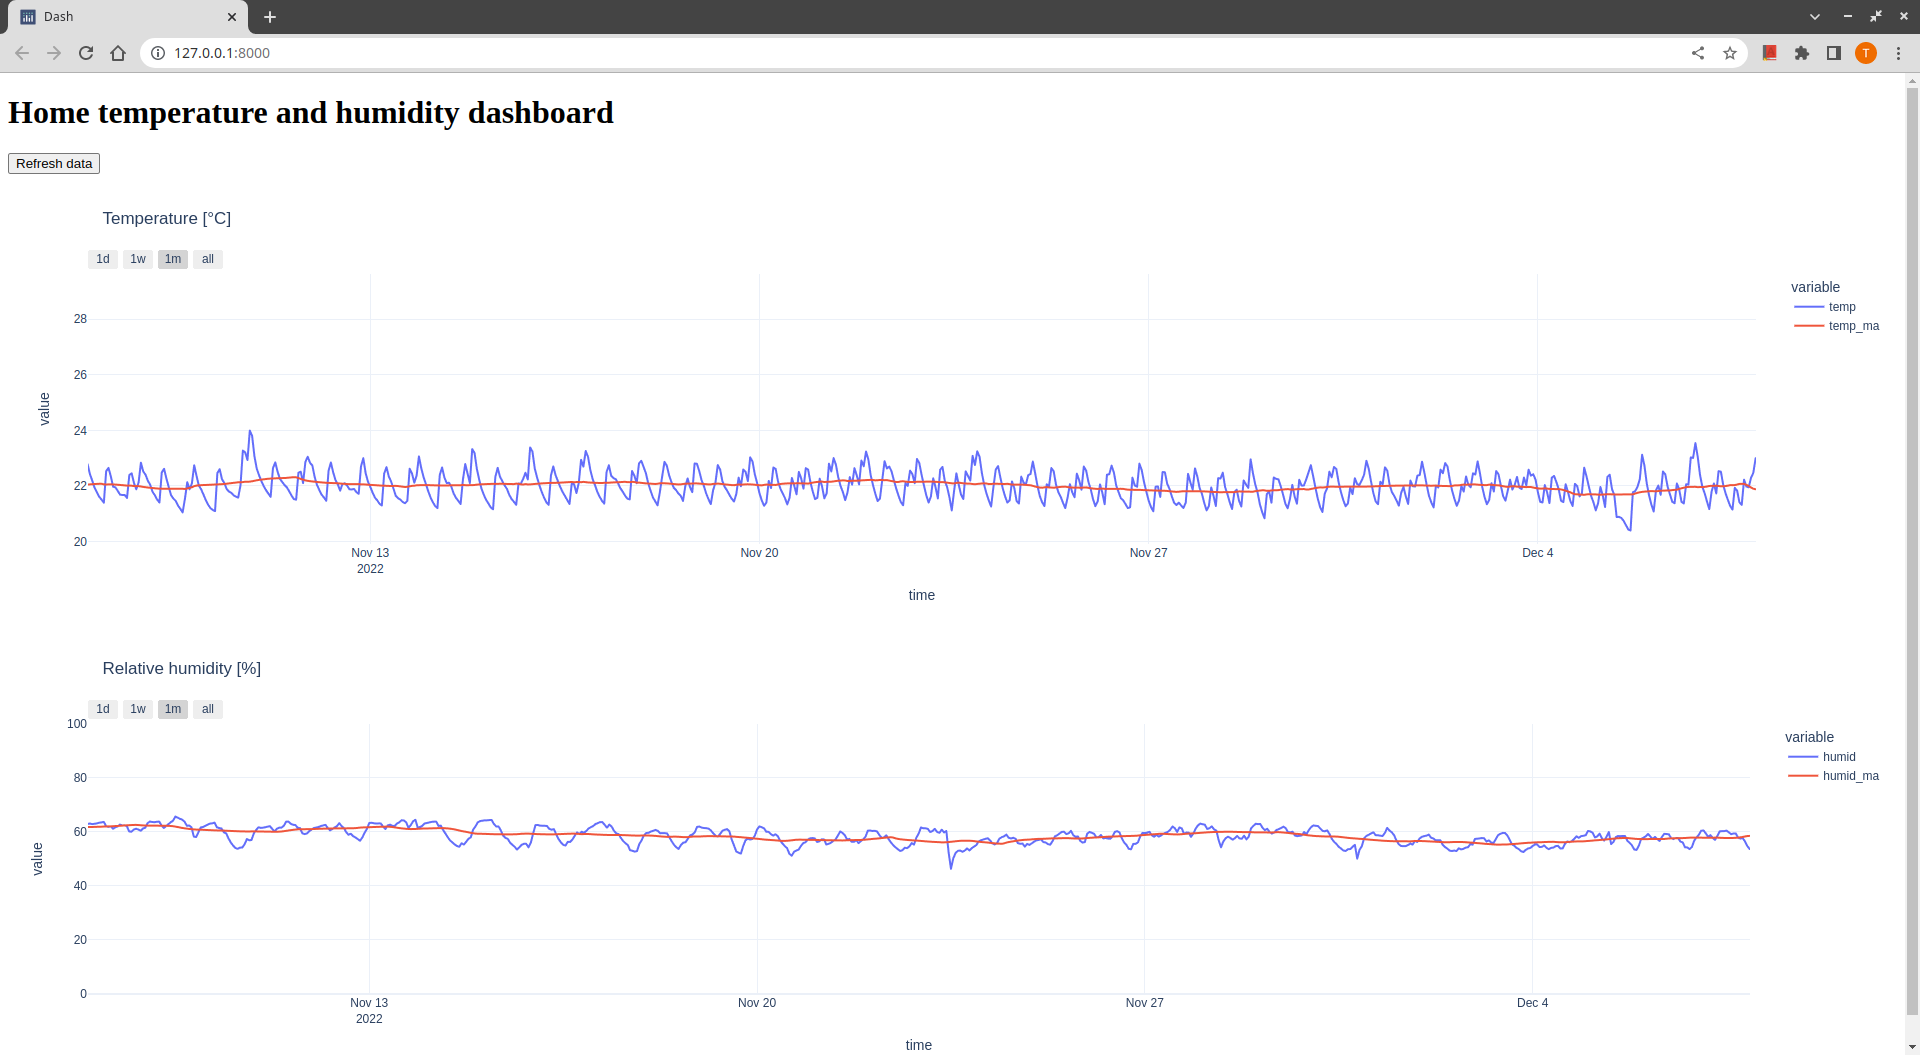 Dash
127.0.0.1:8000
T
Home temperature and humidity dashboard
Refresh data
Temperature [°C]
1d 1w 1m all
variable
temp
temp_ma
28
26
24
22
20
value
Nov 13 Nov 20 Nov 27 Dec 4
2022
time
Relative humidity [%]
1d 1w 1m all
variable
humid
humid_ma
100
80
60
40
20
0
value
Nov 13 Nov 20 Nov 27 Dec 4
2022
time